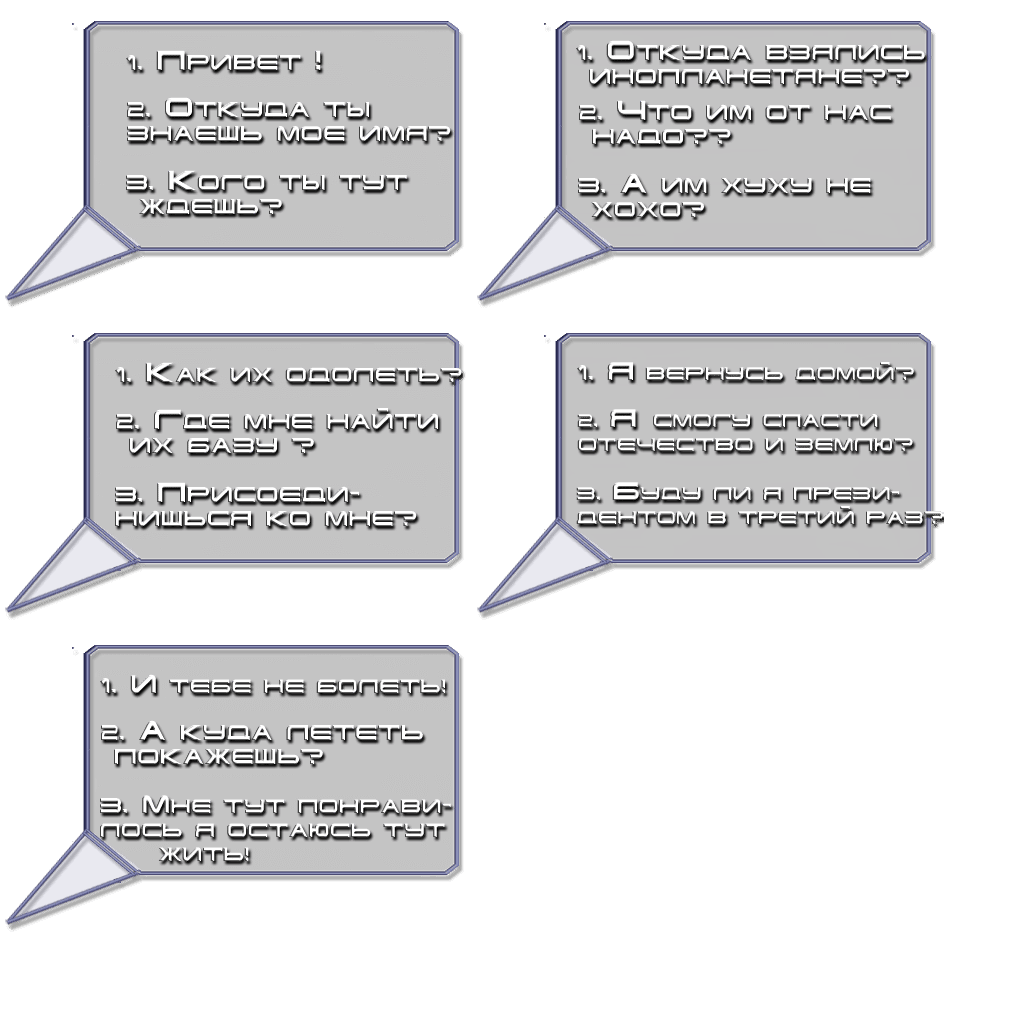 1. Привет !
2. Откуда ты
знаешь мое имя?
3. Кого ты тут
ждешь?
1. Откуда взялись
инопланетяне??
2. Что им от нас
надо??
3. А им хуху не
хохо?
1. Как их одолеть?
2. Где мне найти
их базу ?
3. Присоеди-
нишься ко мне?
1. Я вернусь домой?
2. Я смогу спасти
отечество и землю?
3. Буду ли я прези-
дентом в третий раз?
1. И тебе не болеть!
2. А куда лететь
покажешь?
3. Мне тут понрави-
лось я остаюсь тут
жить!